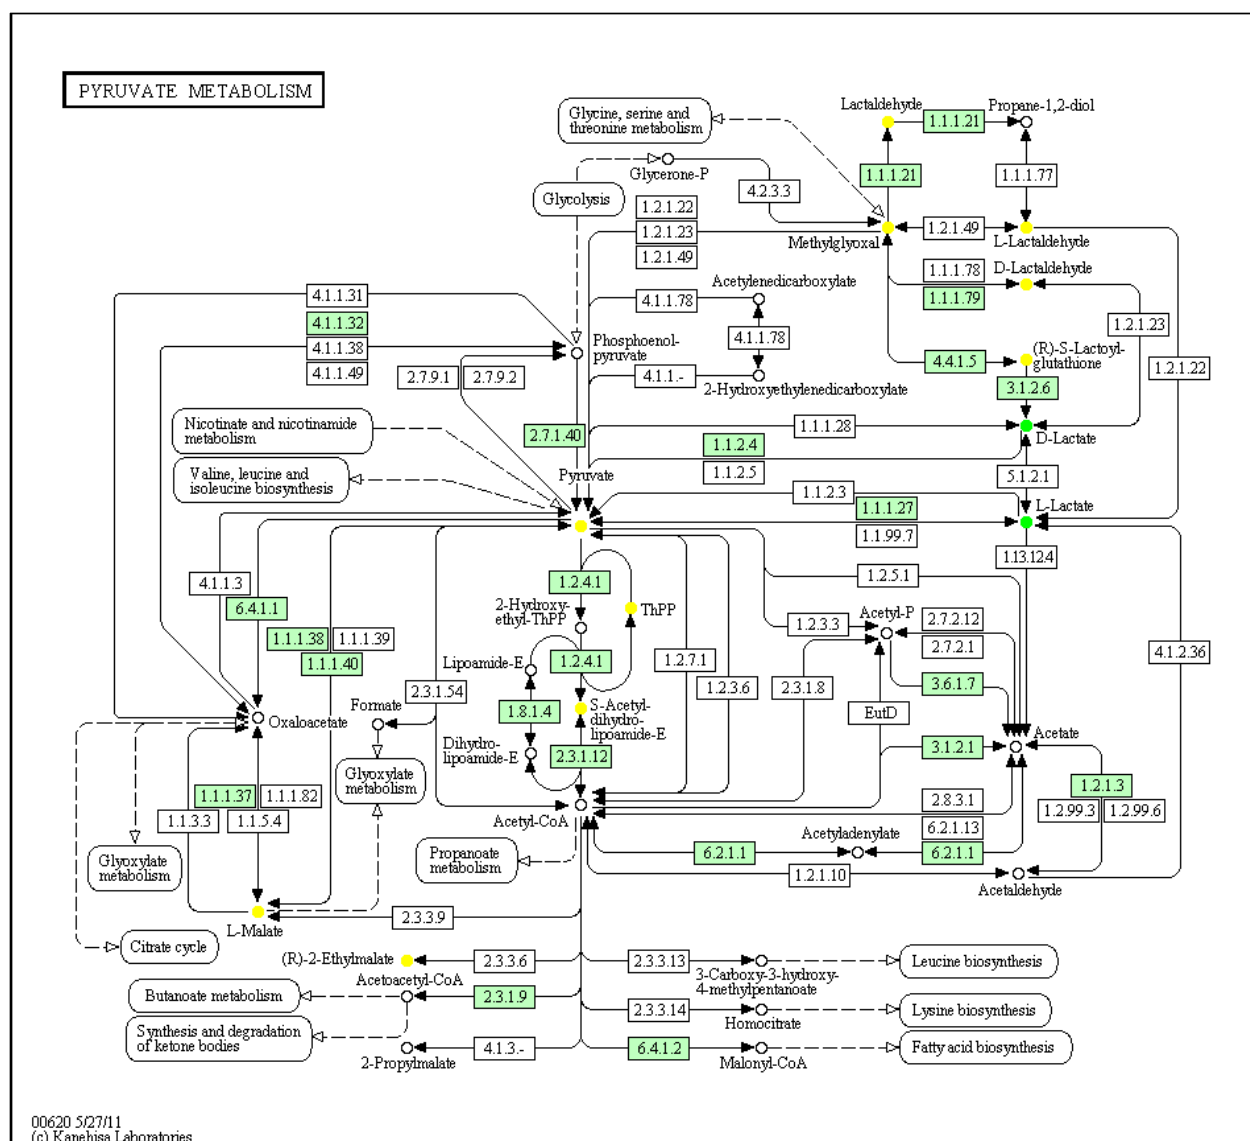 PYRUVATE METABOLISM
Glycine, serine and
threonine metabolism
Lactaldehyde
1.1.1.21
Propane-1,2-diol
Glycerone-P
4.2.3.3
1.1.1.21
1.1.1.77
Glycolysis
1.2.1.22
1.2.1.23
1.2.1.49
Methylglyoxal
1.2.1.49
L-Lactaldehyde
1.1.1.78
D-Lactaldehyde
1.1.1.79
Acetylenedicarboxylate
4.1.1.31
4.1.1.32
4.1.1.38
4.1.1.49
4.1.1.78
4.1.1.78
1.2.1.23
Phosphoenol-
pyruvate
(R)-S-Lactoyl-
glutathione
4.4.1.5
1.2.1.22
2.7.9.1
2.7.9.2
4.1.1.-
2-Hydroxyethylenedicarboxylate
3.1.2.6
Nicotinate and nicotinamide
metabolism
2.7.1.40
1.1.1.28
D-Lactate
1.1.2.4
1.1.2.5
Valine, leucine and
isoleucine biosynthesis
Pyruvate
5.1.2.1
1.1.2.3
1.1.1.27
1.1.99.7
L-Lactate
1.13.12.4
4.1.1.3
6.4.1.1
1.1.1.38
1.1.1.39
1.1.1.40
1.2.4.1
1.2.5.1
2-Hydroxy-
ethyl-ThPP
ThPP
Acetyl-P
1.2.3.3
2.7.2.12
2.7.2.1
4.1.2.36
Lipoamide-E
1.2.4.1
1.2.7.1
1.2.3.6
2.3.1.8
3.6.1.7
2.3.1.54
Formate
1.8.1.4
S-Acetyl-
dihydro-
lipoamide-E
EutD
Oxaloacetate
Acetate
Dihydro-
lipoamide-E
2.3.1.12
3.1.2.1
Glyoxylate
metabolism
1.2.1.3
1.2.99.3
1.2.99.6
1.1.1.37
1.1.1.82
1.1.3.3
1.1.5.4
Acetyl-CoA
2.8.3.1
6.2.1.13
Acetyladenylate
6.2.1.1
6.2.1.1
Glyoxylate
metabolism
Propanoate
metabolism
1.2.1.10
Acetaldehyde
L-Malate
2.3.3.9
Citrate cycle
(R)-2-Ethylmalate
2.3.3.6
2.3.3.13
3-Carboxy-3-hydroxy-
4-methylpentanoate
Leucine biosynthesis
Acetoacetyl-CoA
Butanoate metabolism
2.3.1.9
2.3.3.14
Homocitrate
Lysine biosynthesis
Synthesis and degradation
of ketone bodies
2-Propylmalate
4.1.3.-
6.4.1.2
Malonyl-CoA
Fatty acid biosynthesis
00620 5/27/11
(c) Kanehisa Laboratories